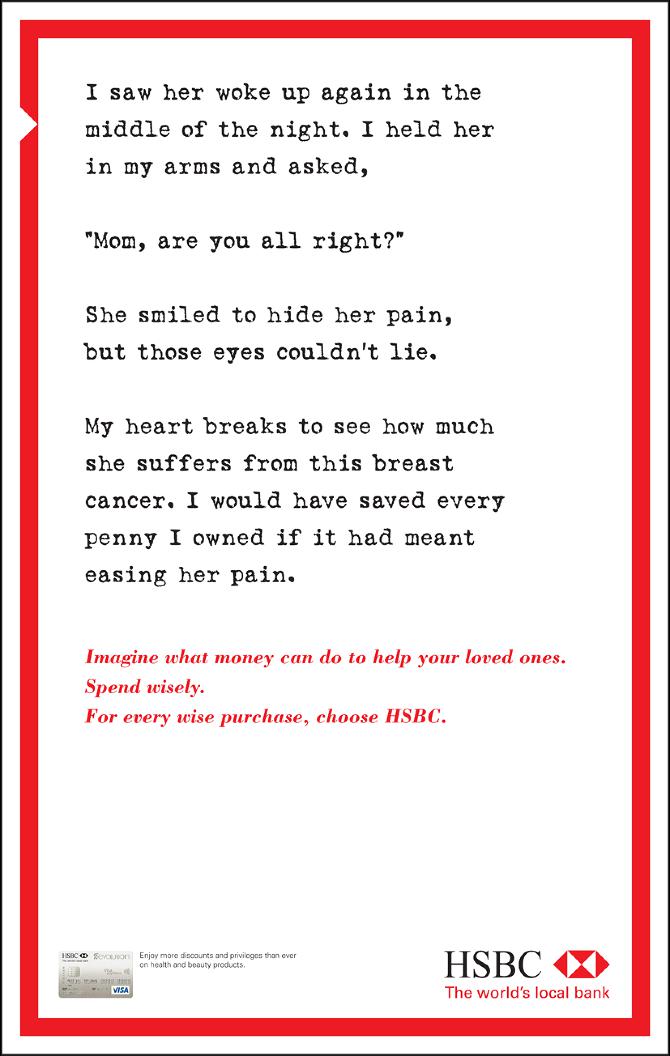 I saw her woke up again in the
middle of the night. I held her
in my arms and asked,
"Mom, are you all right?"
She smiled to hide her pain,
but those eyes couldn't lie.
My heart breaks to see how much
she suffers from this breast
cancer. I would have saved every
penny I owned if it had meant
easing her pain.
Imagine what money can do to help your loved ones.
Spend wisely.
For every wise purchase, choose HSBC.
HSBC
VISA
Enjoy more discounts and privileges than ever
on health and beauty products.
HSBC
The world's local bank